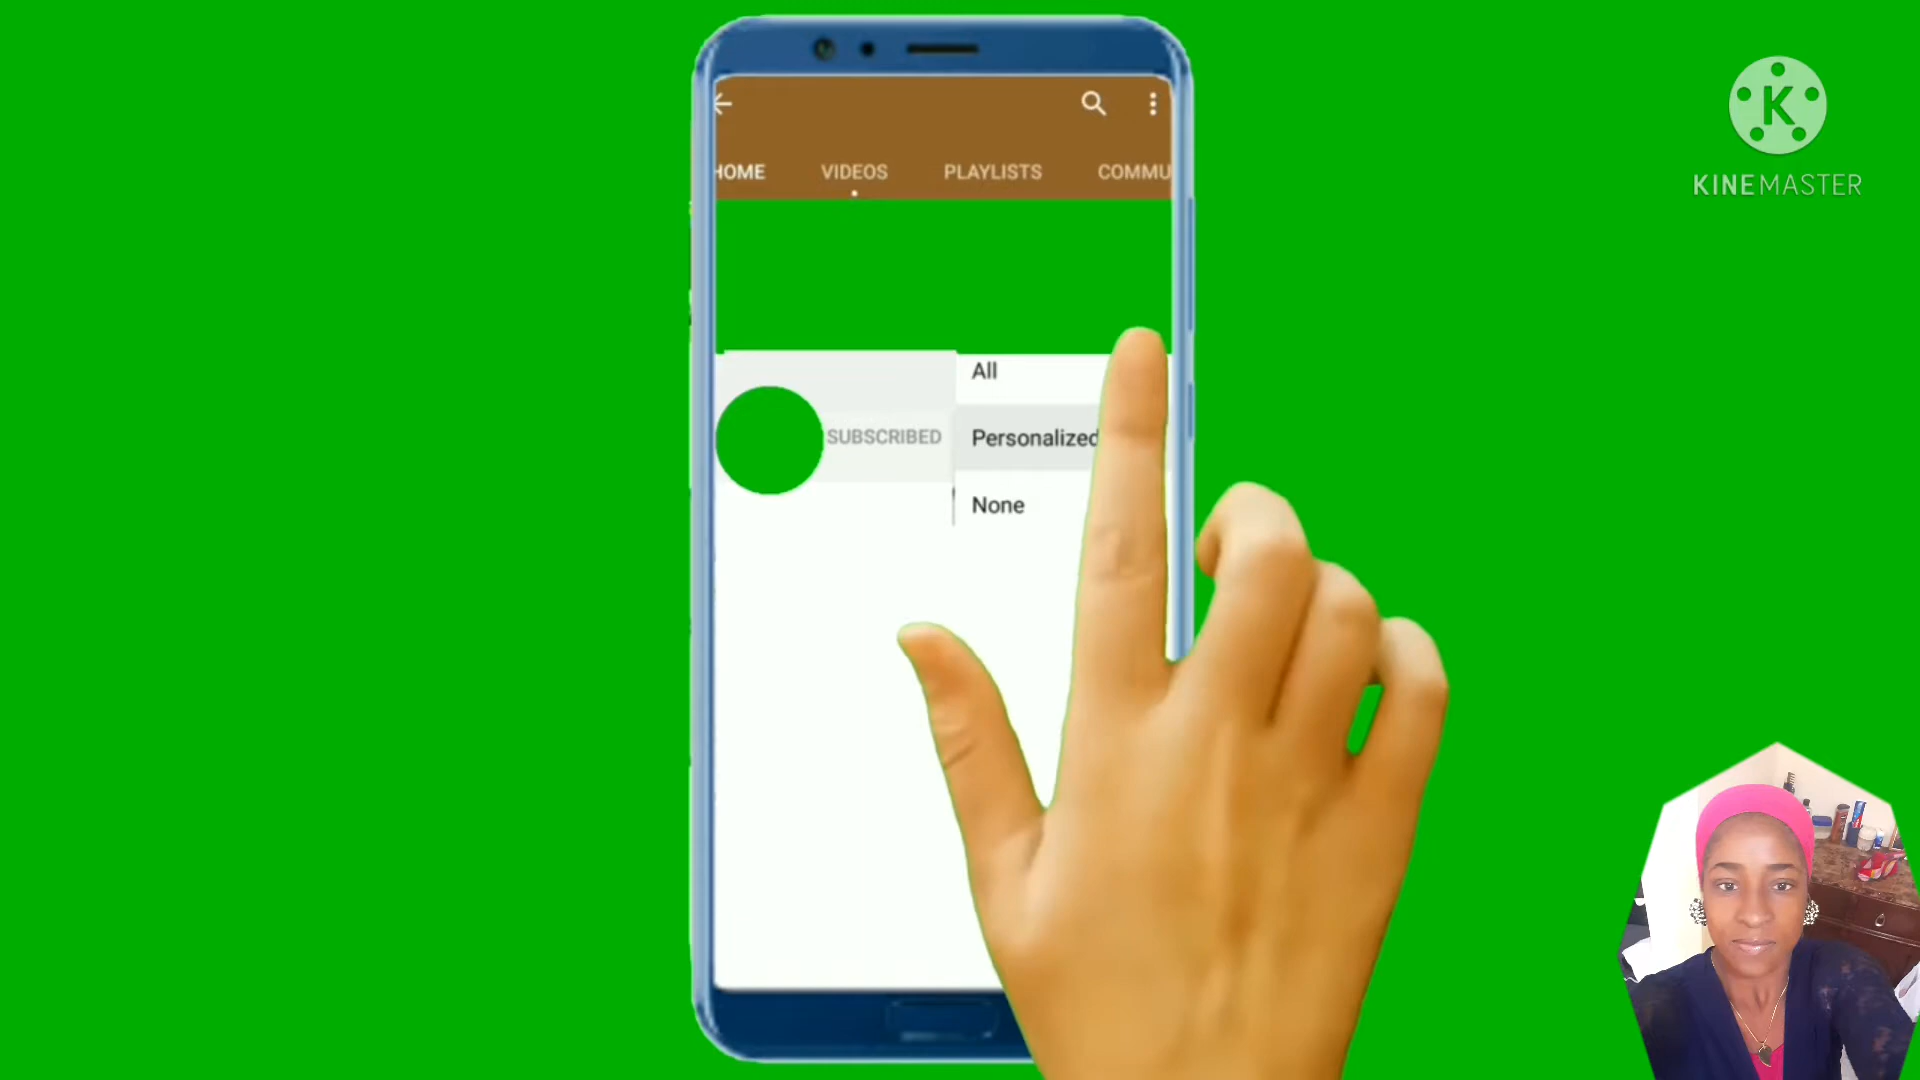 HOME VIDEOS PLAYLISTS COMMU
All
SUBSCRIBED Personalized
None
K
KINEMASTER